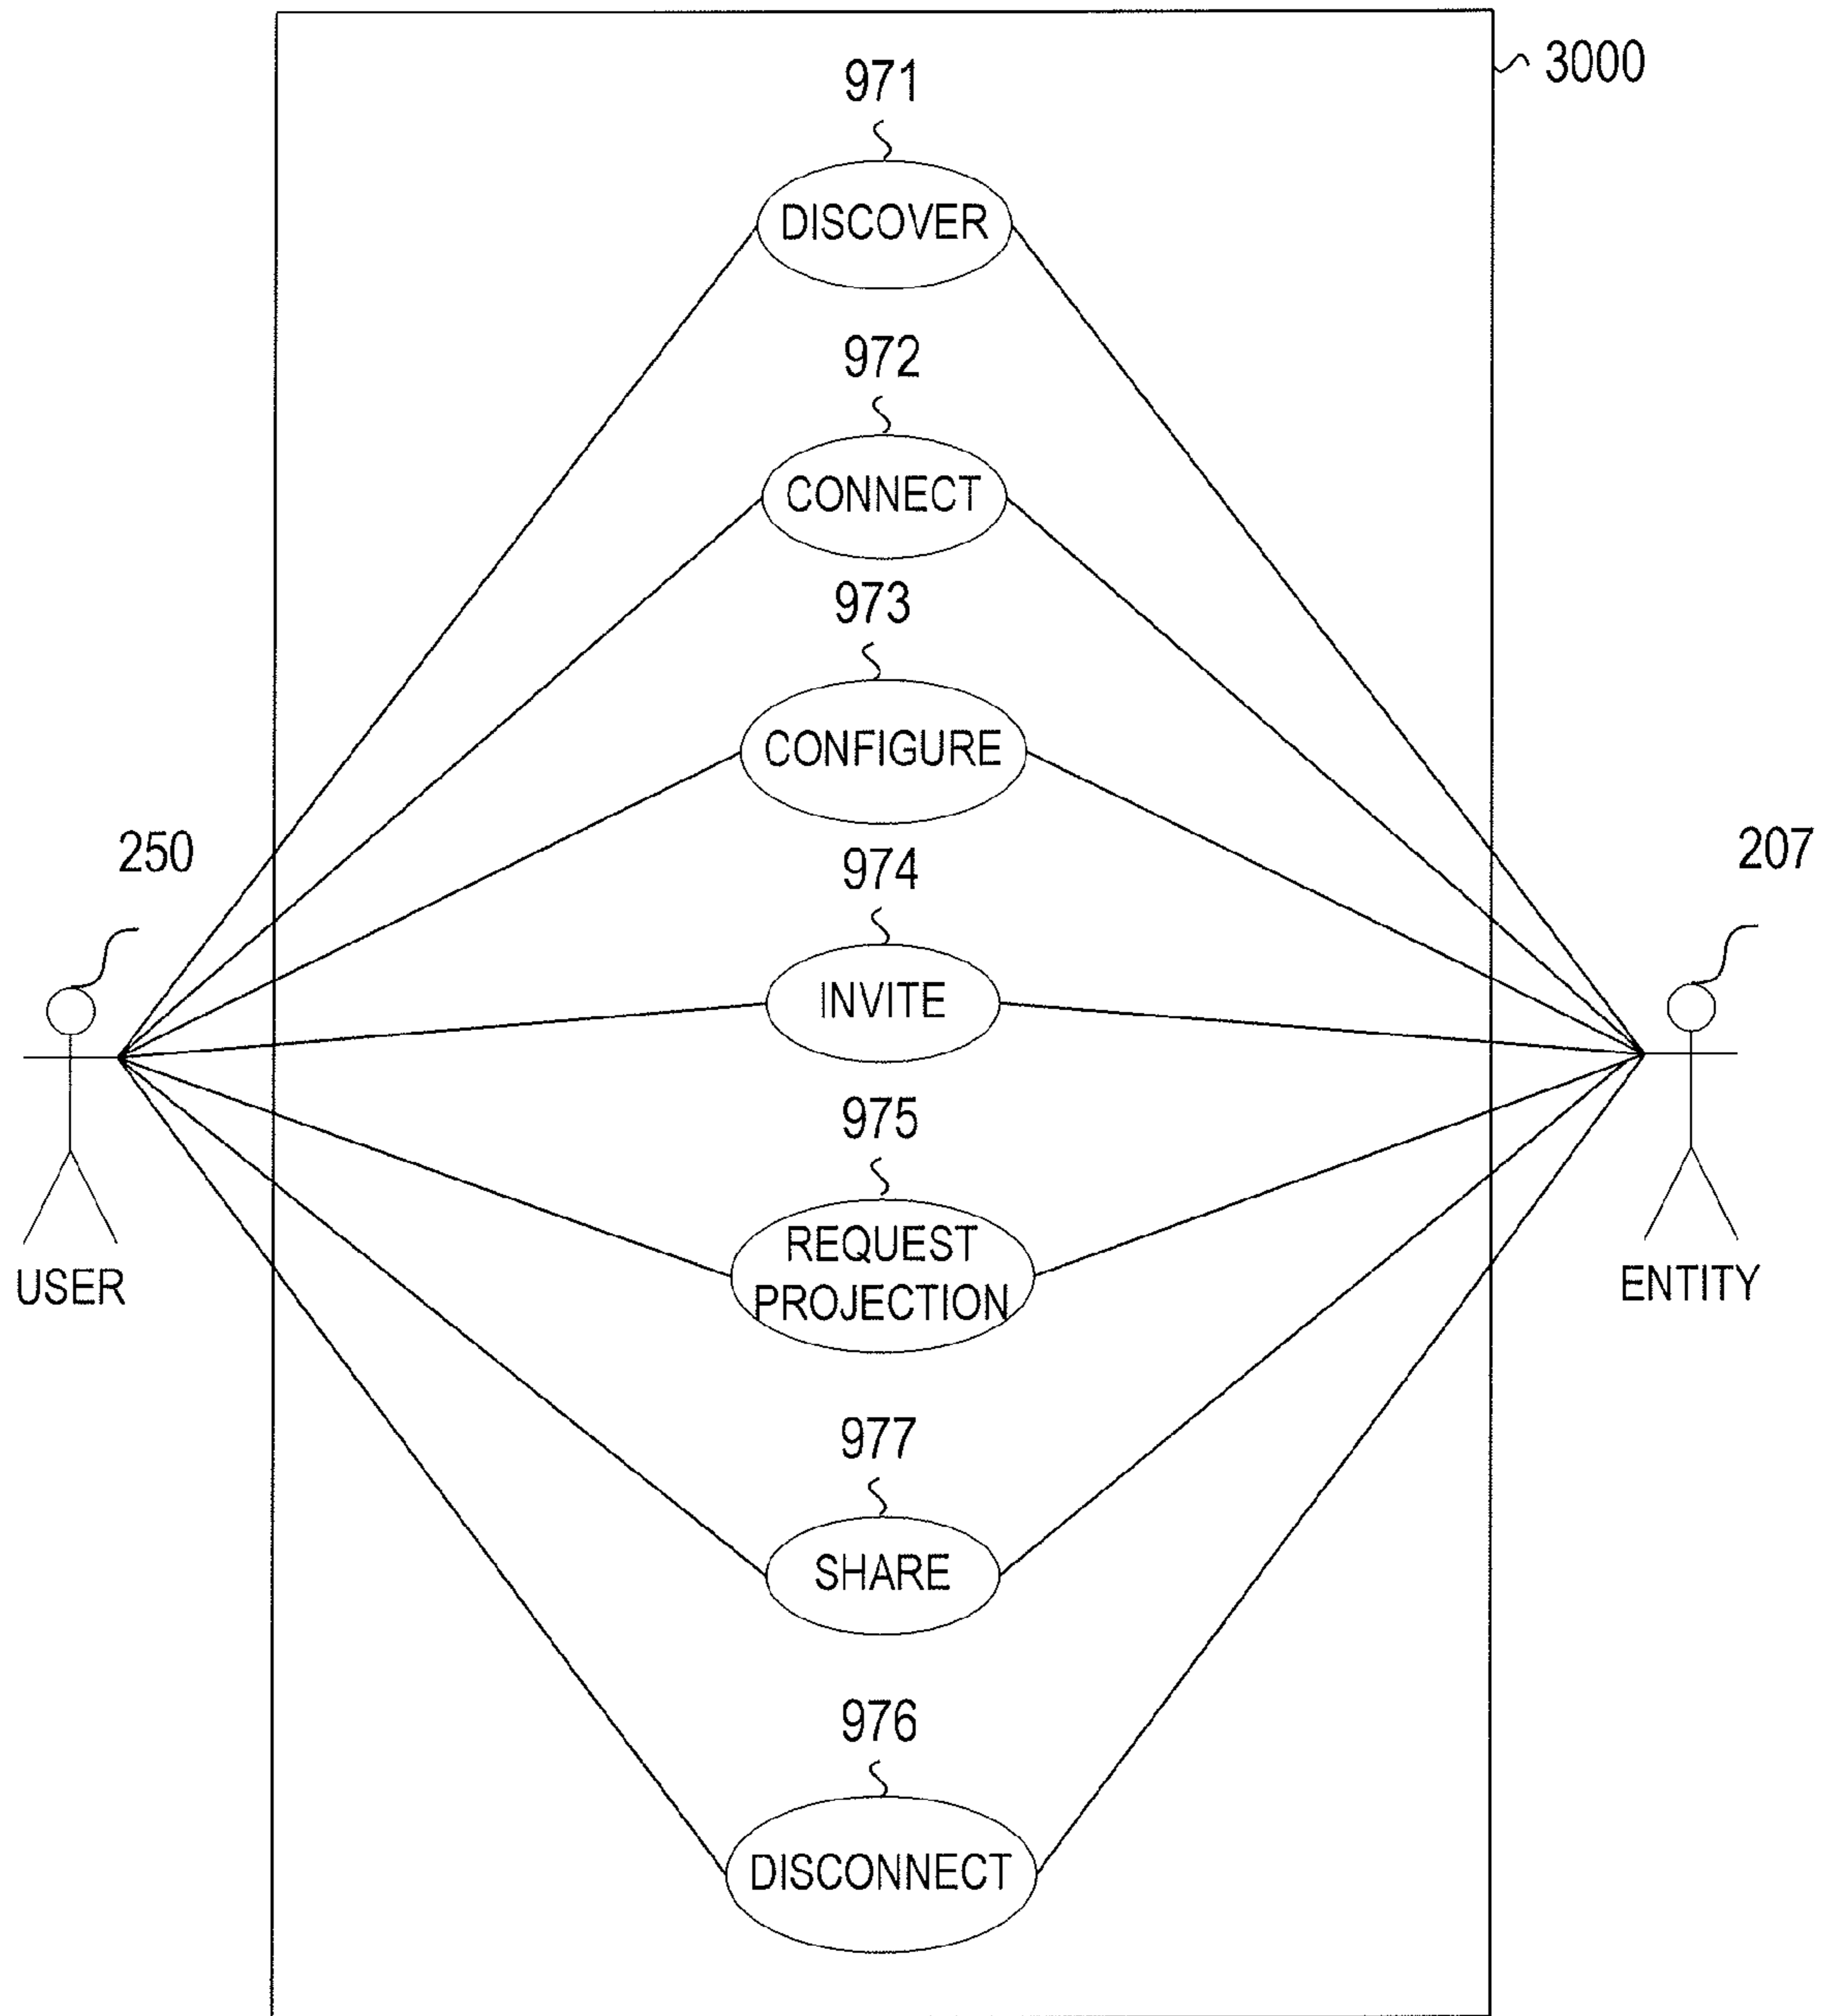 3000
971
DISCOVER
972
CONNECT
973
CONFIGURE
250
974
207
INVITE
975
REQUEST
PROJECTION
USER
ENTITY
977
SHARE
976
DISCONNECT